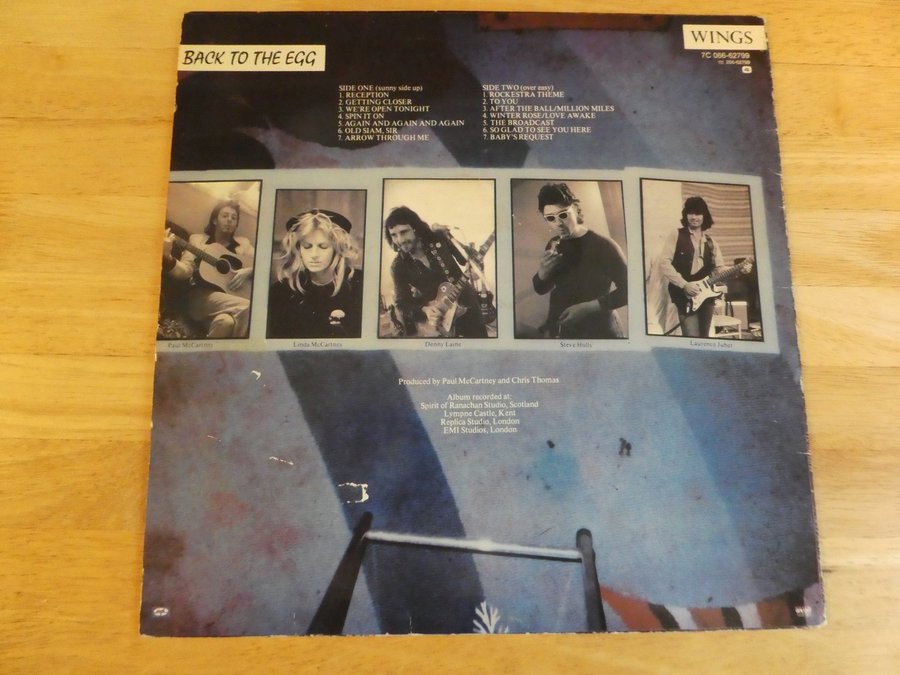 BACK TO THE EGG
WINGS
7C 066-62799
SIDE ONE (sunny side up)
1. RECEPTION
2. GETTING CLOSER
3. WE'RE OPEN TONIGHT
4. SPIN IT ON
5. AGAIN AND AGAIN AND AGAIN
6. OLD SIAM, SIR
7. ARROW THROUGH ME
SIDE TWO (over easy)
1. ROCKESTRA THEME
2. TO YOU
3. AFTER THE BALL/MILLION MILES
4. WINTER ROSE/LOVE AWAKE
5. THE BROADCAST
6. SO GLAD TO SEE YOU HERE
7. BABY'S REQUEST
Paul McCartney
Linda McCartney
Denny Laine
Steve Holly
Laurence Juber
Produced by Paul McCartney and Chris Thomas
Album recorded at:
Spirit of Ranachan Studio, Scotland
Lympne Castle, Kent
Replica Studio, London
EMI Studios, London